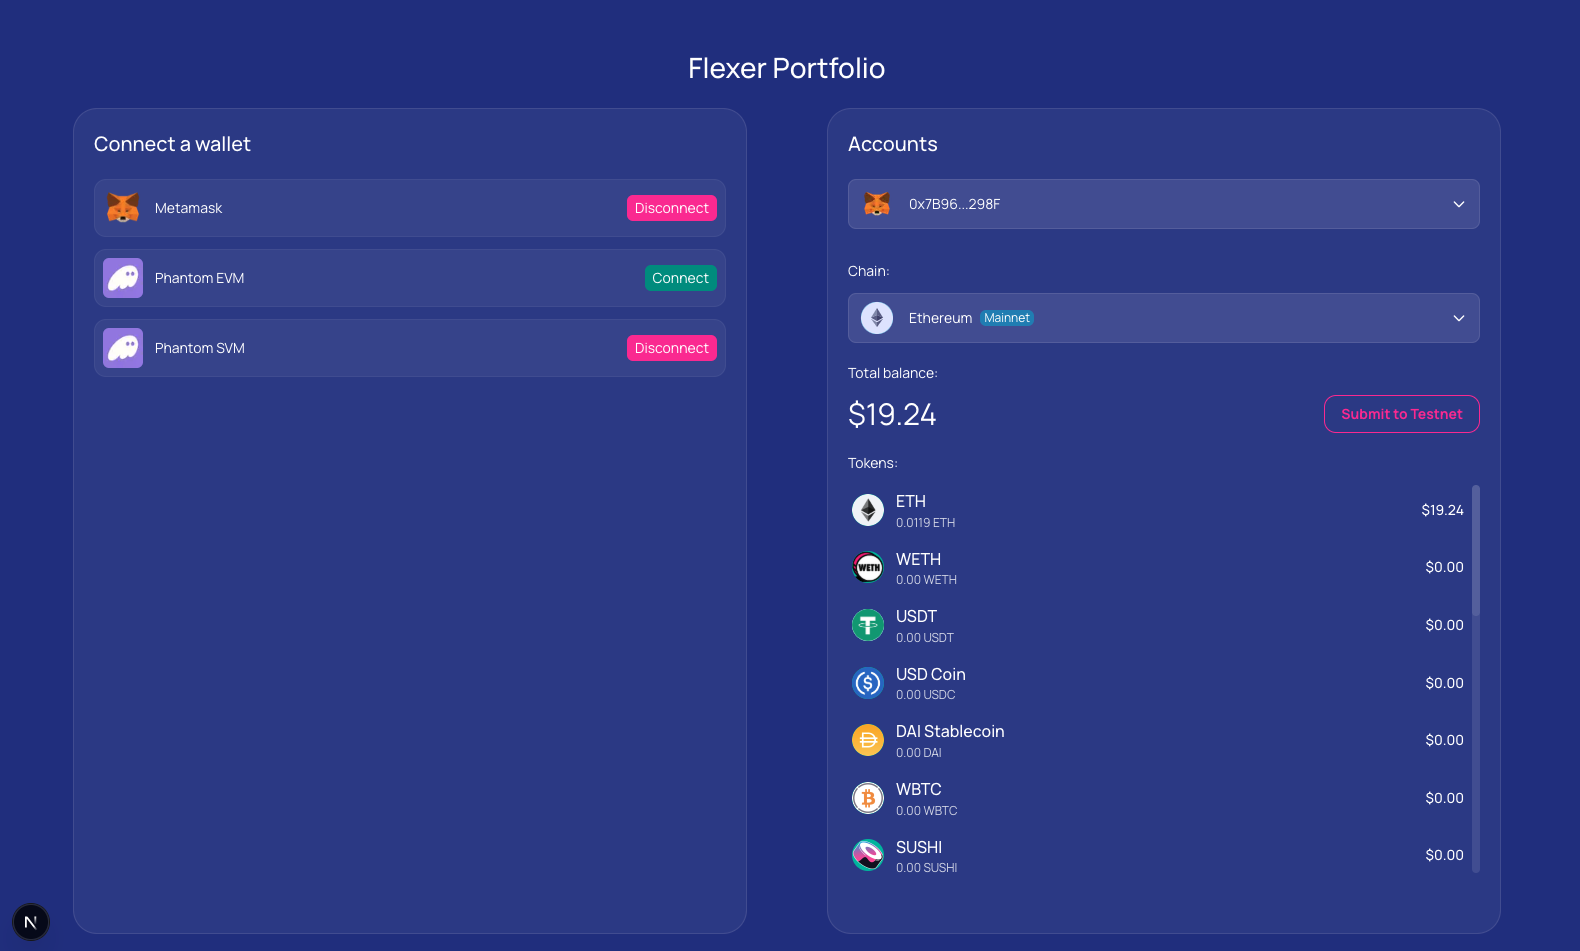 Flexer Portfolio
Connect a wallet
Metamask
Disconnect
Phantom EVM
Connect
Phantom SVM
Disconnect
Accounts
0x7B96...298F
Chain:
Ethereum Mainnet
Total balance:
$19.24
Submit to Testnet
Tokens:
ETH
0.0119 ETH
$19.24
WETH
WETH
0.00 WETH
$0.00
USDT
0.00 USDT
$0.00
USD Coin
0.00 USDC
$0.00
DAI Stablecoin
0.00 DAI
$0.00
WBTC
0.00 WBTC
$0.00
SUSHI
0.00 SUSHI
$0.00
N